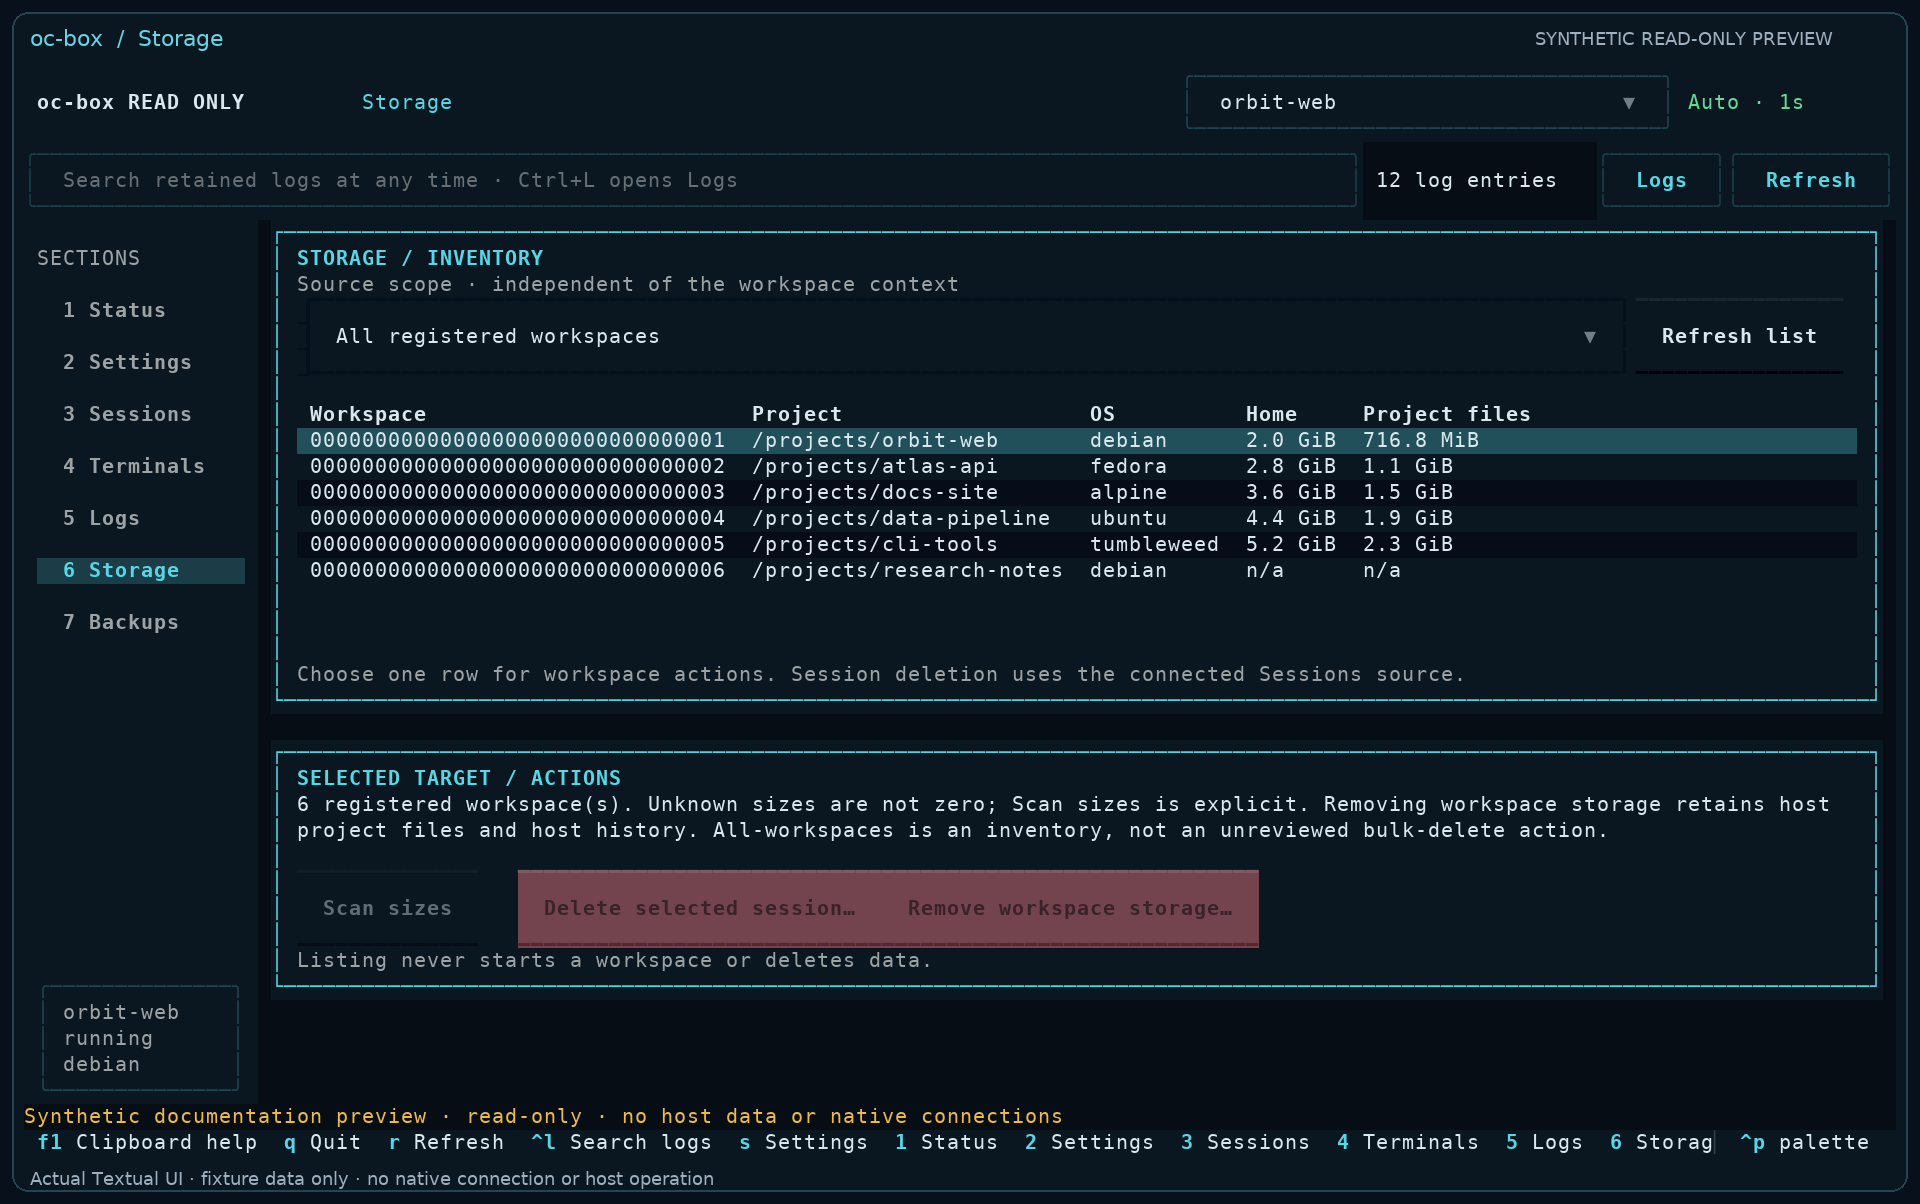 oc-box / Storage
SYNTHETIC READ-ONLY PREVIEW
oc-box READ ONLY Storage orbit-web ▼ Auto · 1s
Search retained logs at any time · Ctrl+L opens Logs 12 log entries Logs Refresh
SECTIONS
1 Status
2 Settings
3 Sessions
4 Terminals
5 Logs
6 Storage
7 Backups
orbit-web
running
debian
STORAGE / INVENTORY
Source scope · independent of the workspace context
All registered workspaces ▼ Refresh list
Workspace Project OS Home Project files
00000000000000000000000000000001 /projects/orbit-web debian 2.0 GiB 716.8 MiB
00000000000000000000000000000002 /projects/atlas-api fedora 2.8 GiB 1.1 GiB
00000000000000000000000000000003 /projects/docs-site alpine 3.6 GiB 1.5 GiB
00000000000000000000000000000004 /projects/data-pipeline ubuntu 4.4 GiB 1.9 GiB
00000000000000000000000000000005 /projects/cli-tools tumbleweed 5.2 GiB 2.3 GiB
00000000000000000000000000000006 /projects/research-notes debian n/a n/a
Choose one row for workspace actions. Session deletion uses the connected Sessions source.
SELECTED TARGET / ACTIONS
6 registered workspace(s). Unknown sizes are not zero; Scan sizes is explicit. Removing workspace storage retains host
project files and host history. All-workspaces is an inventory, not an unreviewed bulk-delete action.
Scan sizes Delete selected session… Remove workspace storage…
Listing never starts a workspace or deletes data.
Synthetic documentation preview · read-only · no host data or native connections
f1 Clipboard help q Quit r Refresh ^l Search logs s Settings 1 Status 2 Settings 3 Sessions 4 Terminals 5 Logs 6 Storag ^p palette
Actual Textual UI · fixture data only · no native connection or host operation